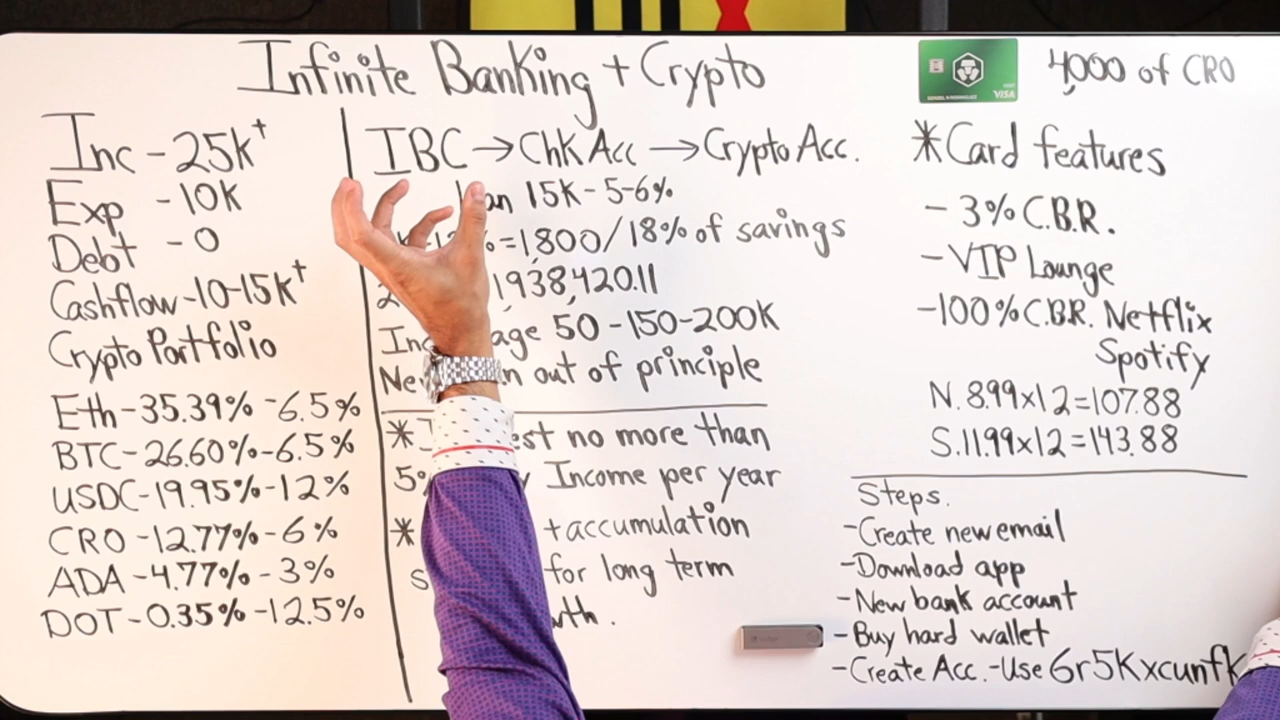 Infinite Banking + Crypto
Inc - 25K+
Exp - 10K
Debt - 0
Cashflow - 10-15K+
Crypto Portfolio
Eth - 35.39% - 6.5%
BTC - 26.60% - 6.5%
USDC - 19.95% - 12%
CRO - 12.77% - 6%
ADA - 4.77% - 3%
DOT - 0.35% - 12.5%
IBC → Chk Acc → Crypto Acc.
15K - 5-6%
= 1,800/18% of savings
1,938,420.11
50 - 150 - 200K
out of principle
* no more than
Income per year
* + accumulation
for long term
VISA
4,000 of CRO
*Card features
- 3% C.B.R.
- VIP Lounge
- 100% C.B.R. Netflix
Spotify
N. 8.99x12=107.88
S. 11.99x12=143.88
Steps.
- Create new email
- Download app
- New bank account
- Buy hard wallet
- Create Acc. - Use 6r5Kxcunfk